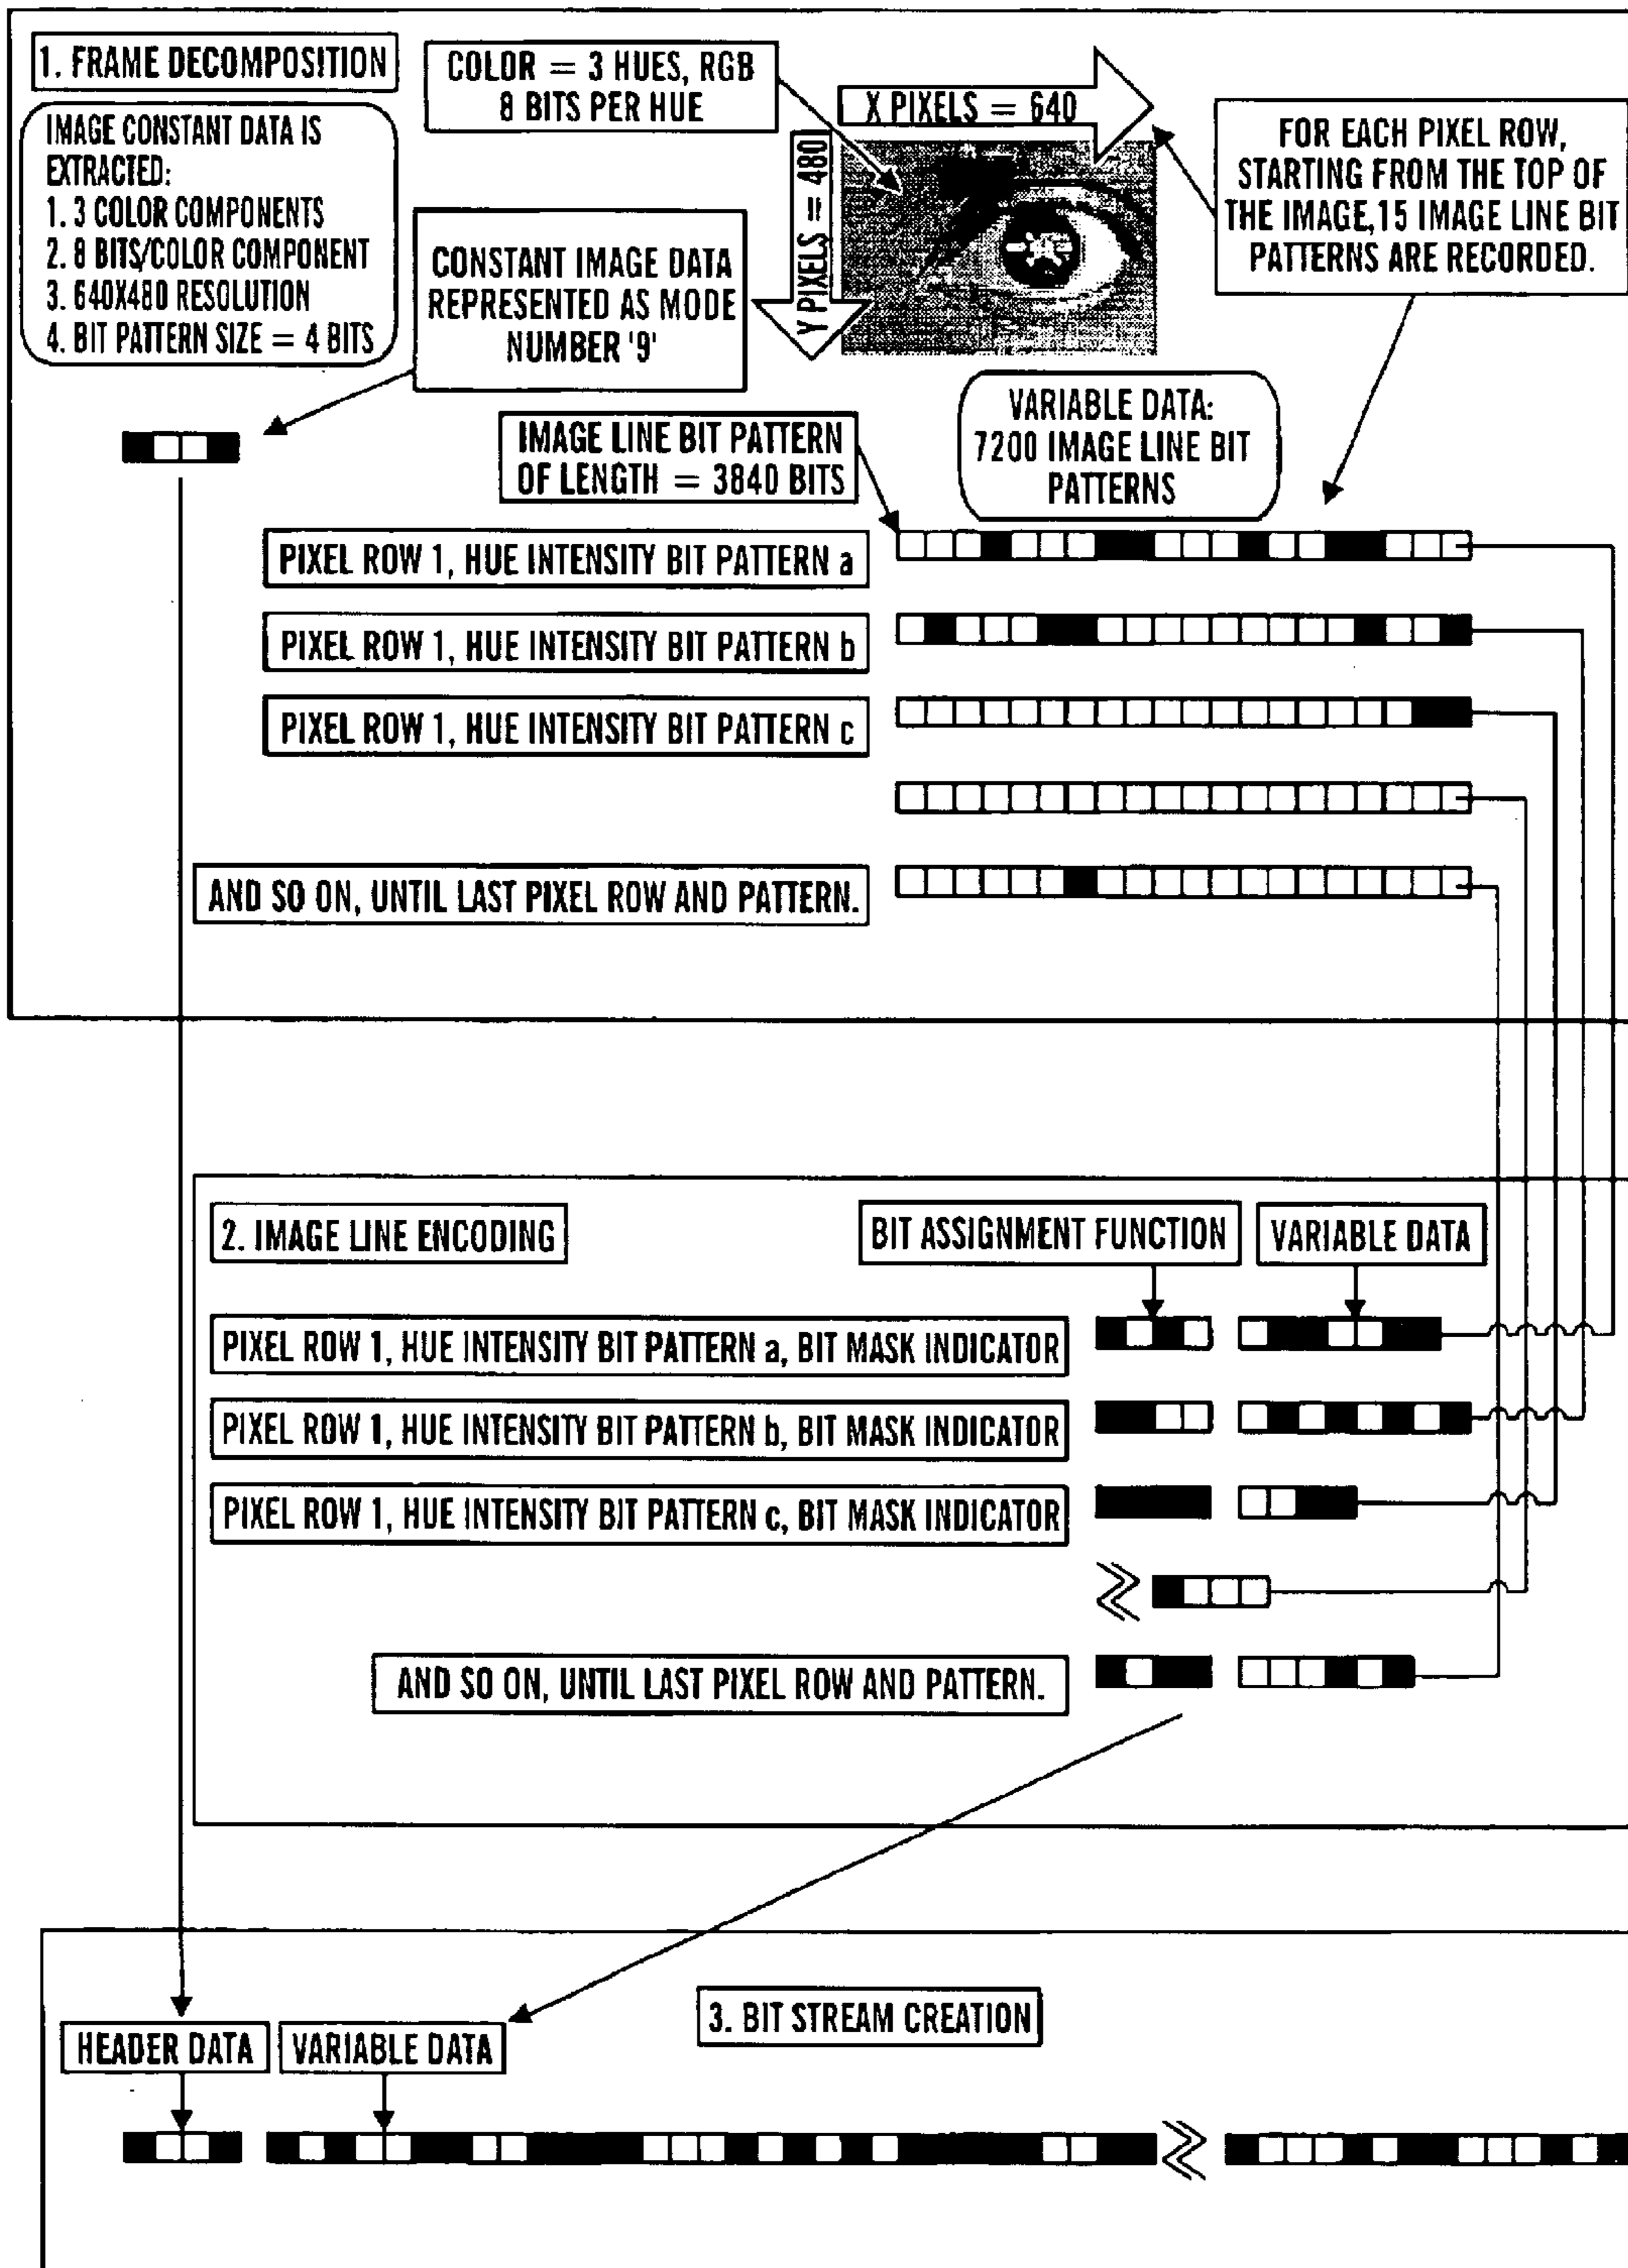 1. FRAME DECOMPOSITION
IMAGE CONSTANT DATA IS
EXTRACTED:
1. 3 COLOR COMPONENTS
2. 8 BITS/COLOR COMPONENT
3. 640X480 RESOLUTION
4. BIT PATTERN SIZE = 4 BITS
COLOR = 3 HUES, RGB
8 BITS PER HUE
X PIXELS = 640
Y PIXELS = 480
FOR EACH PIXEL ROW,
STARTING FROM THE TOP OF
THE IMAGE,15 IMAGE LINE BIT
PATTERNS ARE RECORDED.
CONSTANT IMAGE DATA
REPRESENTED AS MODE
NUMBER '9'
IMAGE LINE BIT PATTERN
OF LENGTH = 3840 BITS
VARIABLE DATA:
7200 IMAGE LINE BIT
PATTERNS
PIXEL ROW 1, HUE INTENSITY BIT PATTERN a
PIXEL ROW 1, HUE INTENSITY BIT PATTERN b
PIXEL ROW 1, HUE INTENSITY BIT PATTERN c
AND SO ON, UNTIL LAST PIXEL ROW AND PATTERN.
2. IMAGE LINE ENCODING
BIT ASSIGNMENT FUNCTION
VARIABLE DATA
PIXEL ROW 1, HUE INTENSITY BIT PATTERN a, BIT MASK INDICATOR
PIXEL ROW 1, HUE INTENSITY BIT PATTERN b, BIT MASK INDICATOR
PIXEL ROW 1, HUE INTENSITY BIT PATTERN c, BIT MASK INDICATOR
AND SO ON, UNTIL LAST PIXEL ROW AND PATTERN.
3. BIT STREAM CREATION
HEADER DATA
VARIABLE DATA